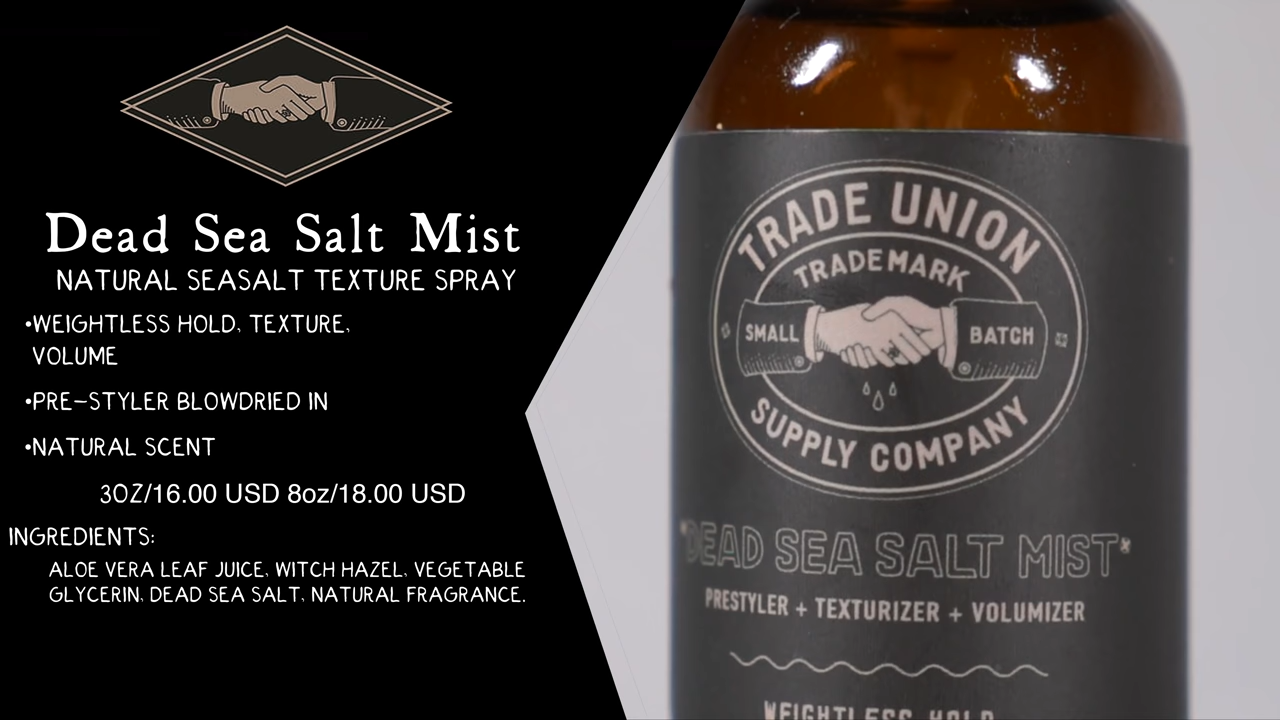 Dead Sea Salt Mist
NATURAL SEASALT TEXTURE SPRAY
•WEIGHTLESS HOLD, TEXTURE,
VOLUME
•PRE-STYLER BLOWDRIED IN
•NATURAL SCENT
3OZ/16.00 USD 8oz/18.00 USD
INGREDIENTS:
ALOE VERA LEAF JUICE, WITCH HAZEL, VEGETABLE
GLYCERIN, DEAD SEA SALT, NATURAL FRAGRANCE.
TRADE UNION
TRADEMARK
SMALL BATCH
SUPPLY COMPANY
"DEAD SEA SALT MIST"
PRESTYLER + TEXTURIZER + VOLUMIZER
WEIGHTLESS HOLD